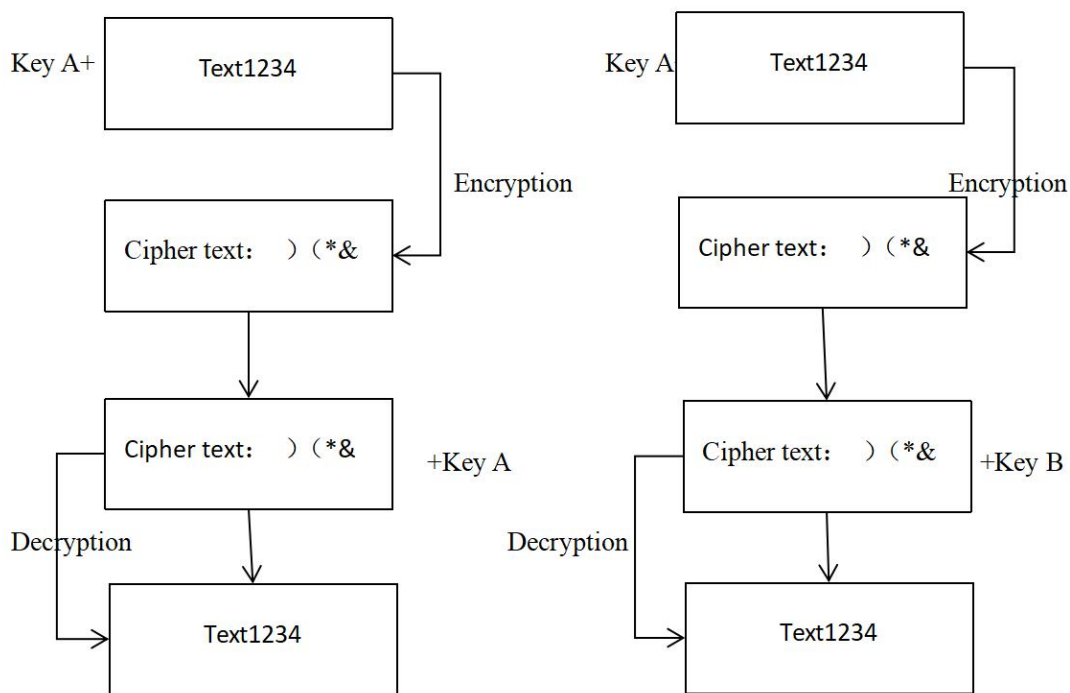 Key A+
Text1234
Encryption
Cipher text： ）（*&
Cipher text： ）（*&
+Key A
Decryption
Text1234
Key A
Text1234
Encryption
Cipher text： ）（*&
Cipher text： ）（*&
+Key B
Decryption
Text1234